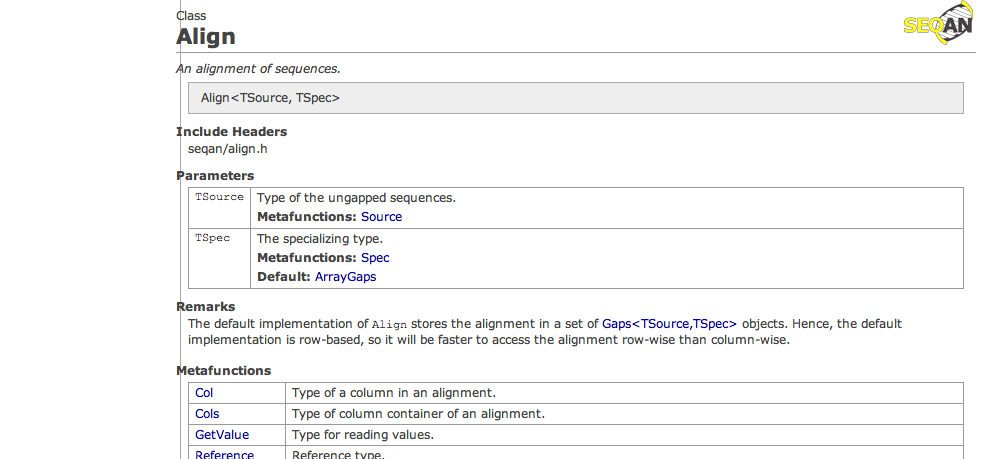 Class
Align
SEQAN
An alignment of sequences.
Align<TSource, TSpec>
Include Headers
seqan/align.h
Parameters
TSource Type of the ungapped sequences.
Metafunctions: Source
TSpec The specializing type.
Metafunctions: Spec
Default: ArrayGaps
Remarks
The default implementation of Align stores the alignment in a set of Gaps<TSource,TSpec> objects. Hence, the default
implementation is row-based, so it will be faster to access the alignment row-wise than column-wise.
Metafunctions
Col Type of a column in an alignment.
Cols Type of column container of an alignment.
GetValue Type for reading values.
Reference Reference type.